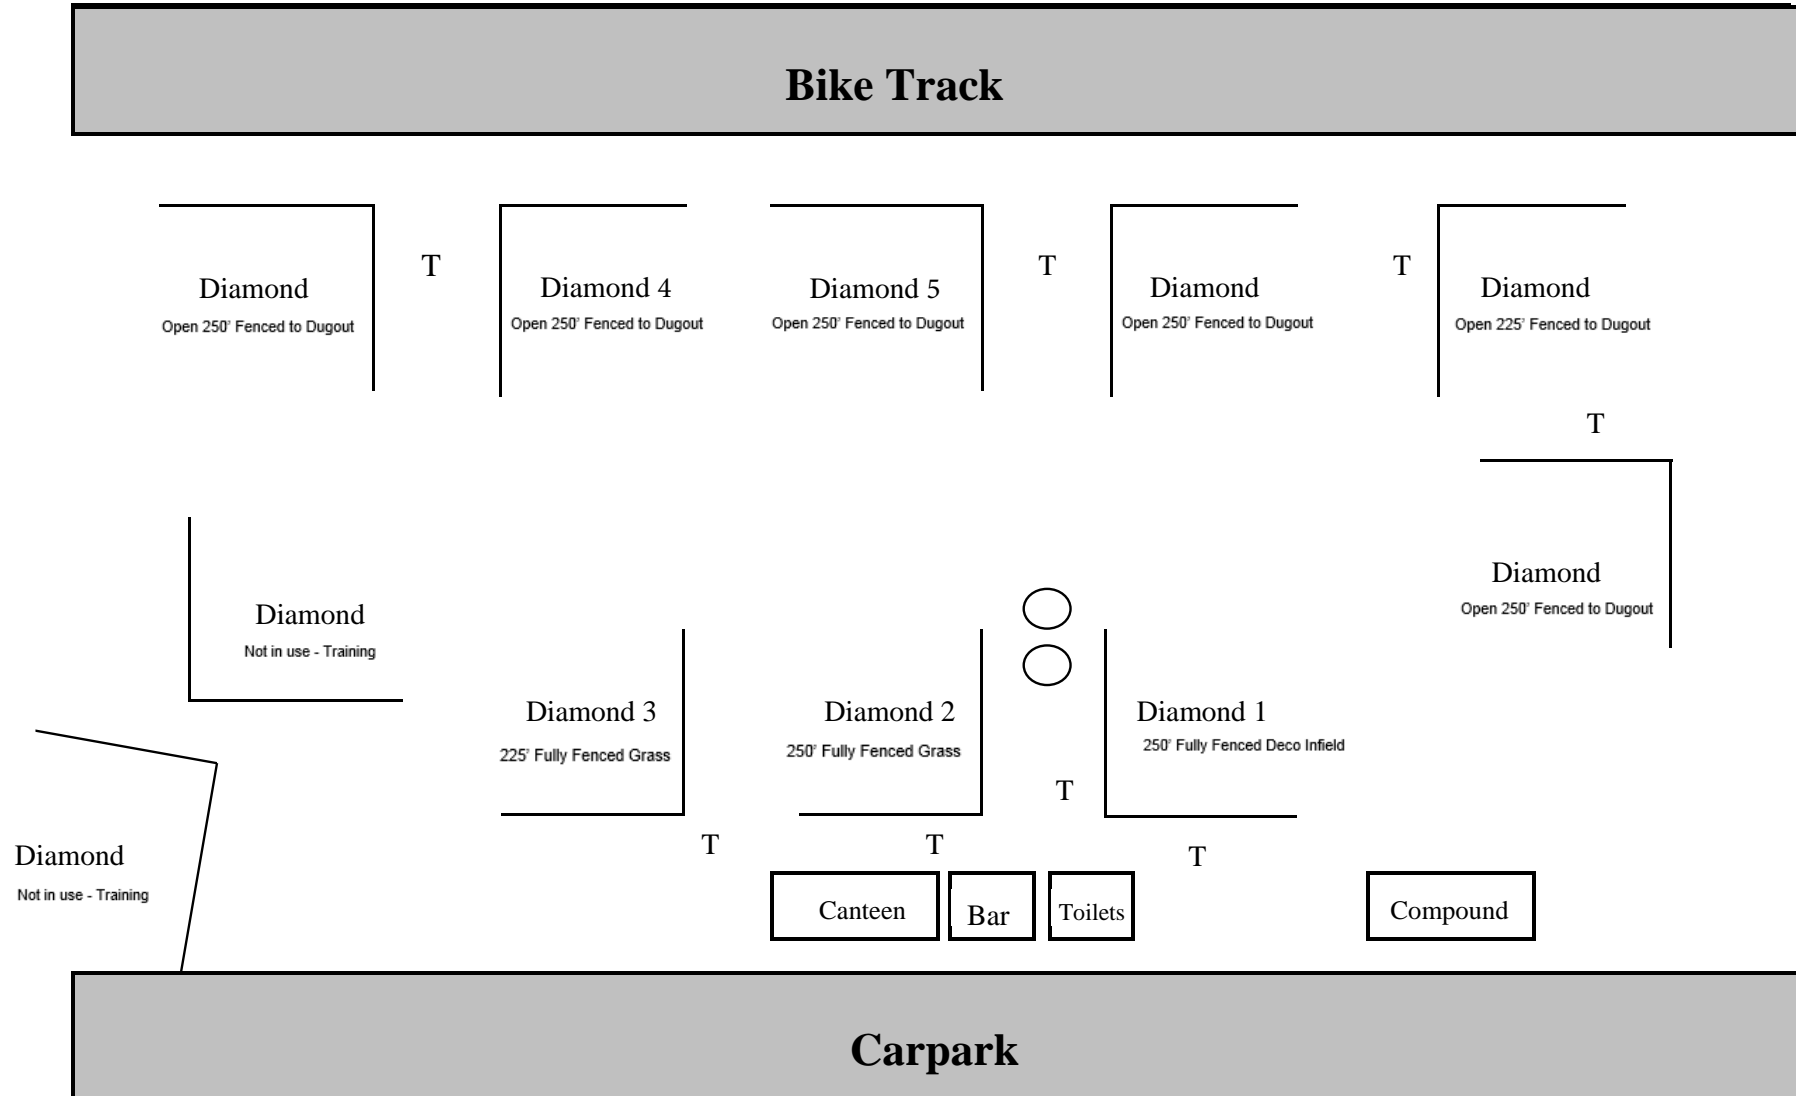 Bike Track
T
T
T
Diamond
Diamond 4
Diamond 5
Diamond
Diamond
Open 250' Fenced to Dugout
Open 250' Fenced to Dugout
Open 250' Fenced to Dugout
Open 250' Fenced to Dugout
Open 225' Fenced to Dugout
T
Diamond
Open 250' Fenced to Dugout
Diamond
Not in use - Training
Diamond 3
225' Fully Fenced Grass
Diamond 2
250' Fully Fenced Grass
Diamond 1
250' Fully Fenced Deco Infield
T
T
T
T
Diamond
Not in use - Training
Canteen
Bar
Toilets
Compound
Carpark